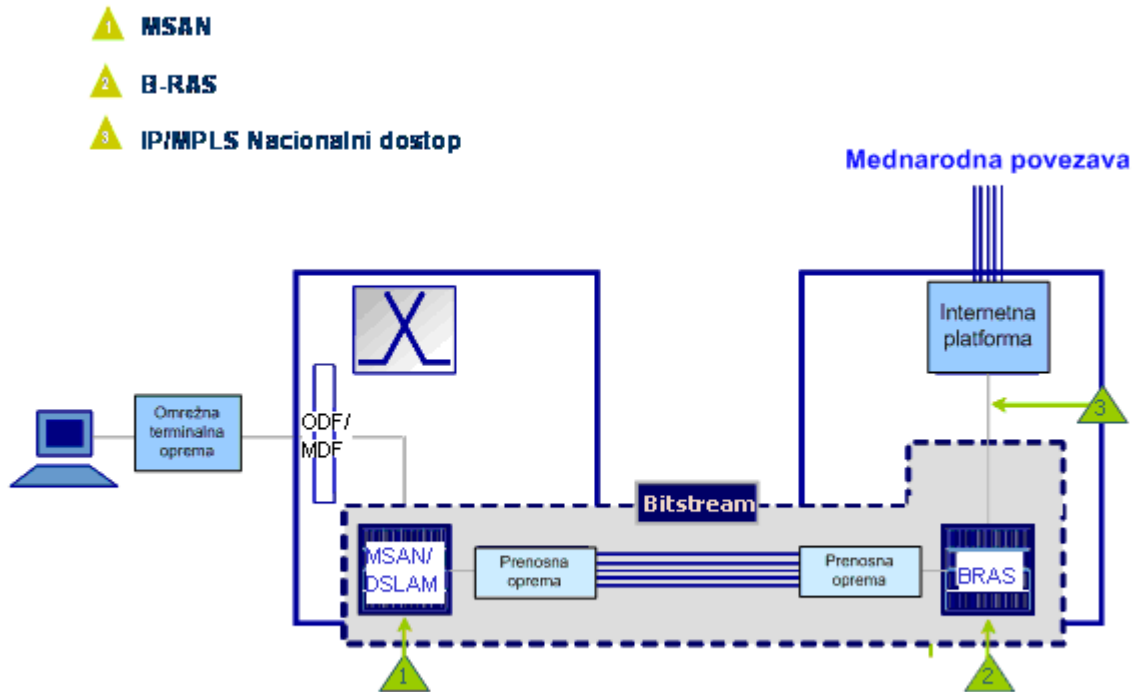 1 MSAN
2 B-RAS
3 IP/MPLS Nacionalni dostop
Mednarodna povezava
Internetna
platforma
3
Omrežna
terminalna
oprema
ODF/
MDF
Bitstream
MSAN/
DSLAM
Prenosna
oprema
Prenosna
oprema
BRAS
1
2